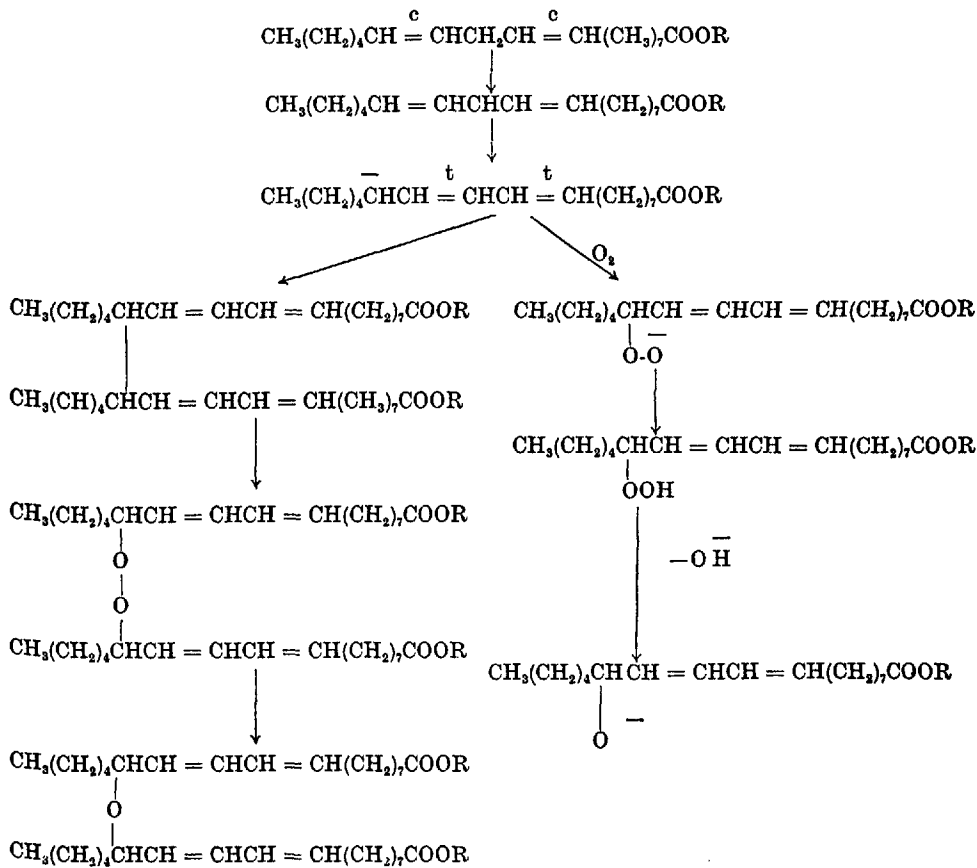 c c
CH₃(CH₂)₄CH = CHCH₂CH = CH(CH₃)₇COOR
CH₃(CH₂)₄CH = CHCHCH = CH(CH₂)₇COOR
— t t
CH₃(CH₂)₄CHCH = CHCH = CH(CH₂)₇COOR
O₂
CH₃(CH₂)₄CHCH = CHCH = CH(CH₂)₇COOR CH₃(CH₂)₄CHCH = CHCH = CH(CH₂)₇COOR
O-O̅
CH₃(CH)₄CHCH = CHCH = CH(CH₃)₇COOR
CH₃(CH₂)₄CHCH = CHCH = CH(CH₂)₇COOR
OOH
CH₃(CH₂)₄CHCH = CHCH = CH(CH₂)₇COOR
O
—O H̅
O
CH₃(CH₂)₄CHCH = CHCH = CH(CH₂)₇COOR
CH₃(CH₂)₄CHCH = CHCH = CH(CH₂)₇COOR
O —
CH₃(CH₂)₄CHCH = CHCH = CH(CH₂)₇COOR
O
CH₃(CH₂)₄CHCH = CHCH = CH(CH₂)₇COOR